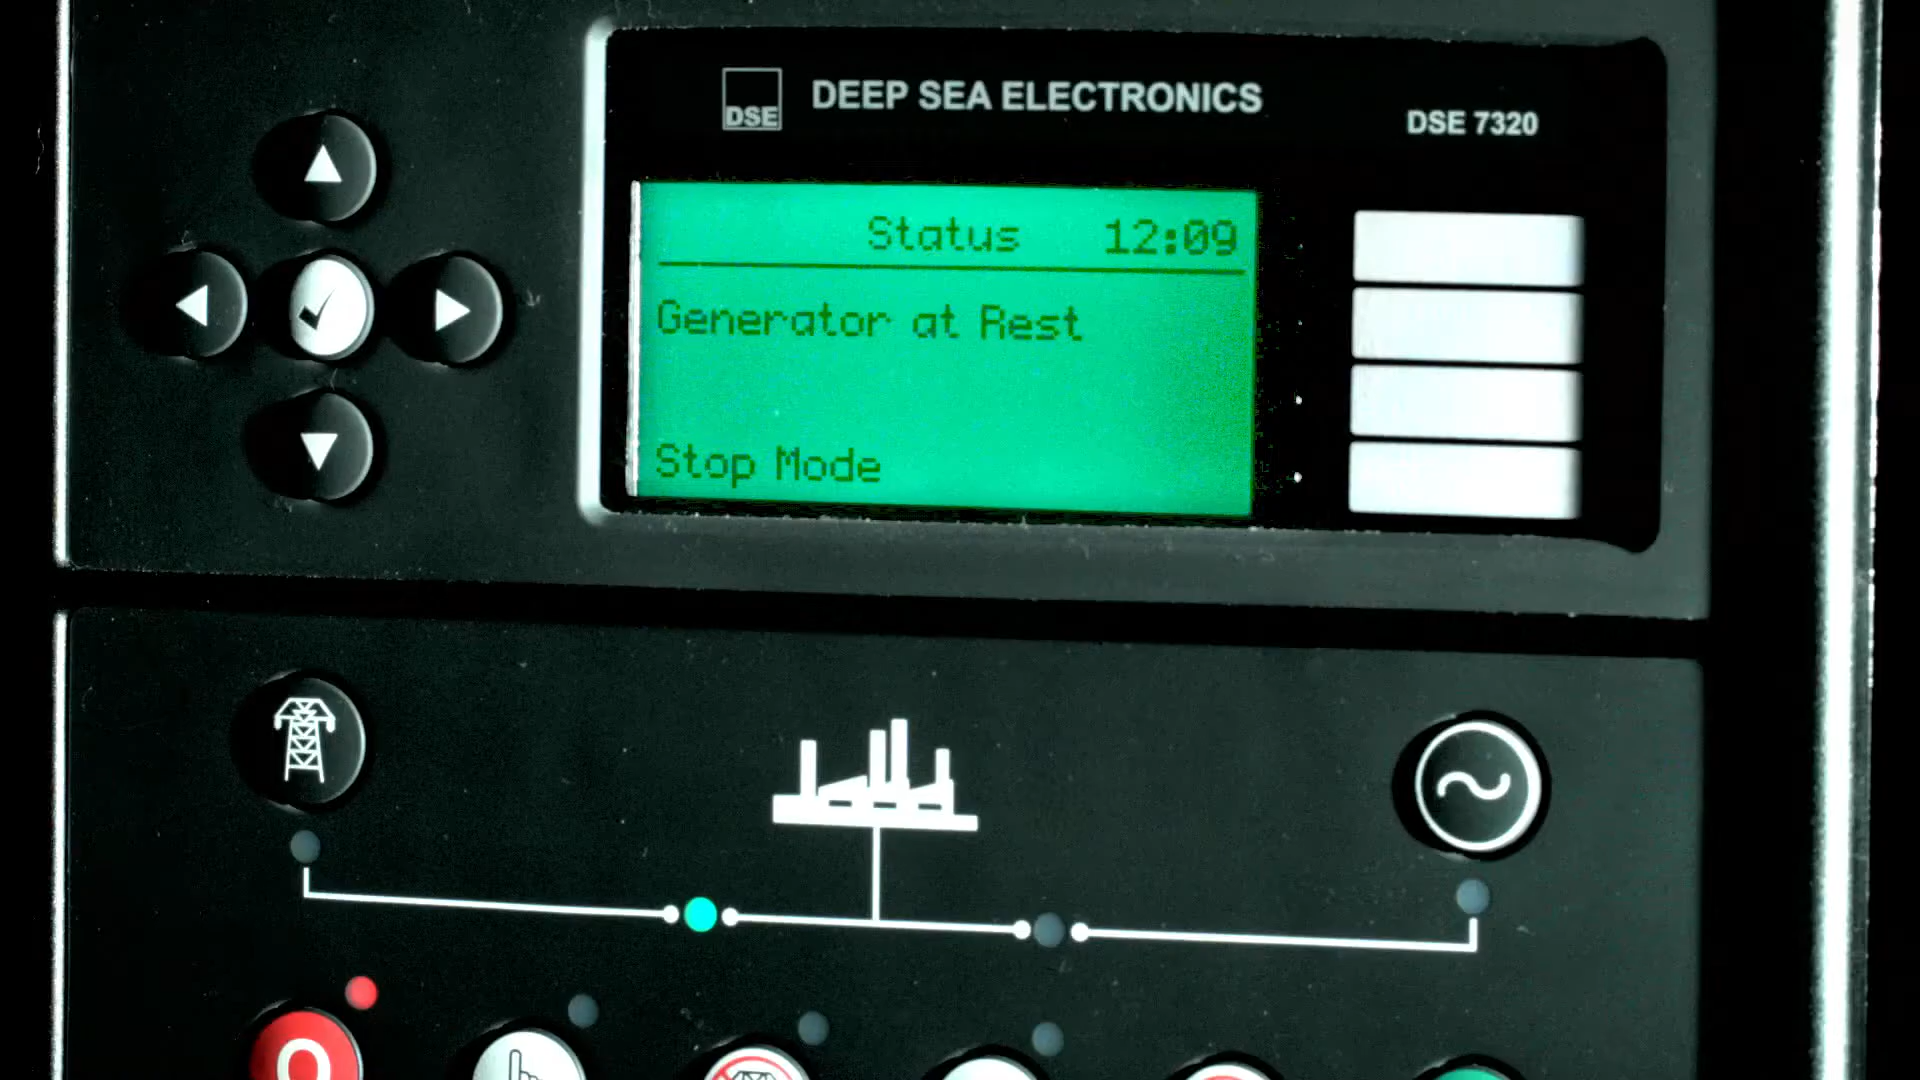 DSE
DEEP SEA ELECTRONICS
DSE 7320
Status 12:09
Generator at Rest
Stop Mode